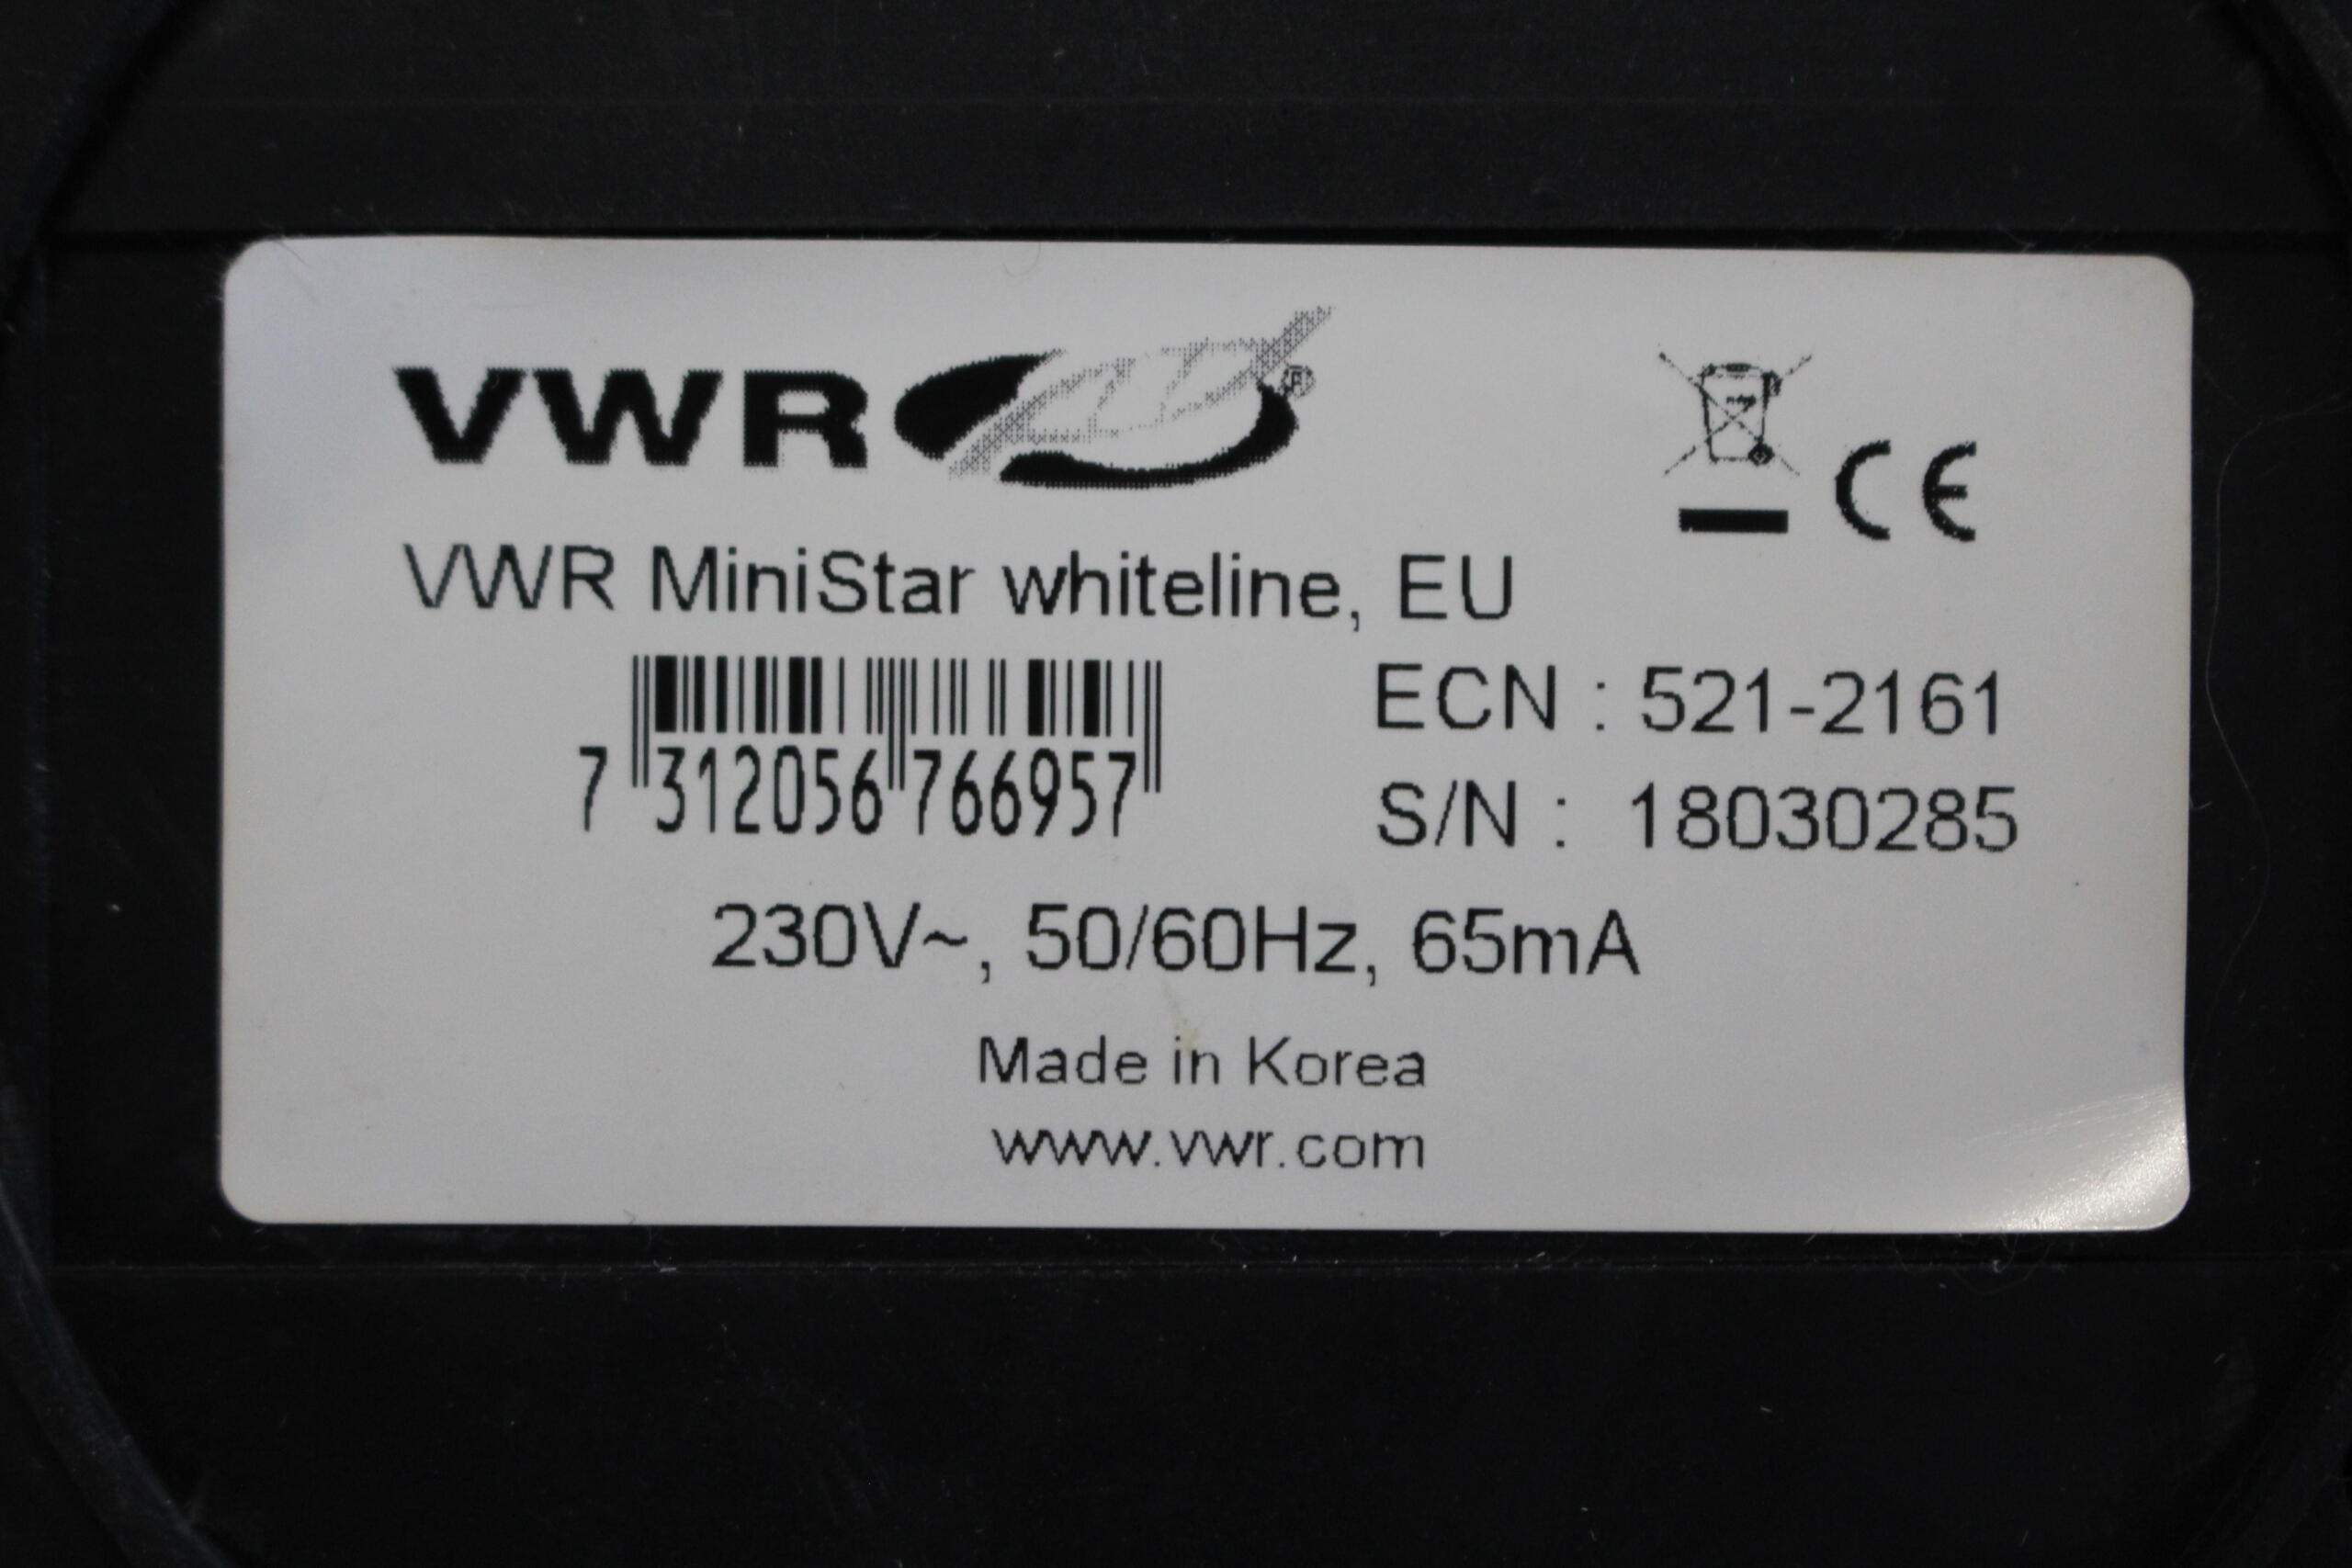 VWR ®
VWR MiniStar whiteline, EU
ECN : 521-2161
7 312056 766957
S/N : 18030285
230V~, 50/60Hz, 65mA
Made in Korea
www.vwr.com
CE